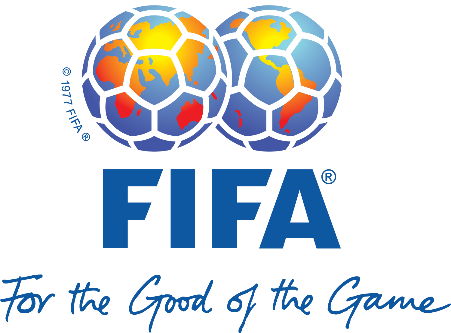 © 1977 FIFA ®
FIFA®
For the Good of the Game